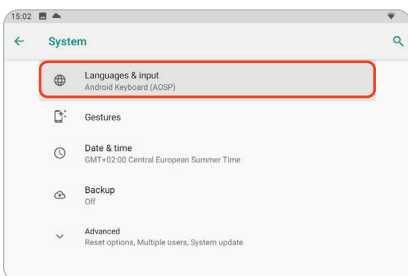 15:02
System
Languages & input
Android Keyboard (AOSP)
Gestures
Date & time
GMT+02:00 Central European Summer Time
Backup
Off
Advanced
Reset options, Multiple users, System update